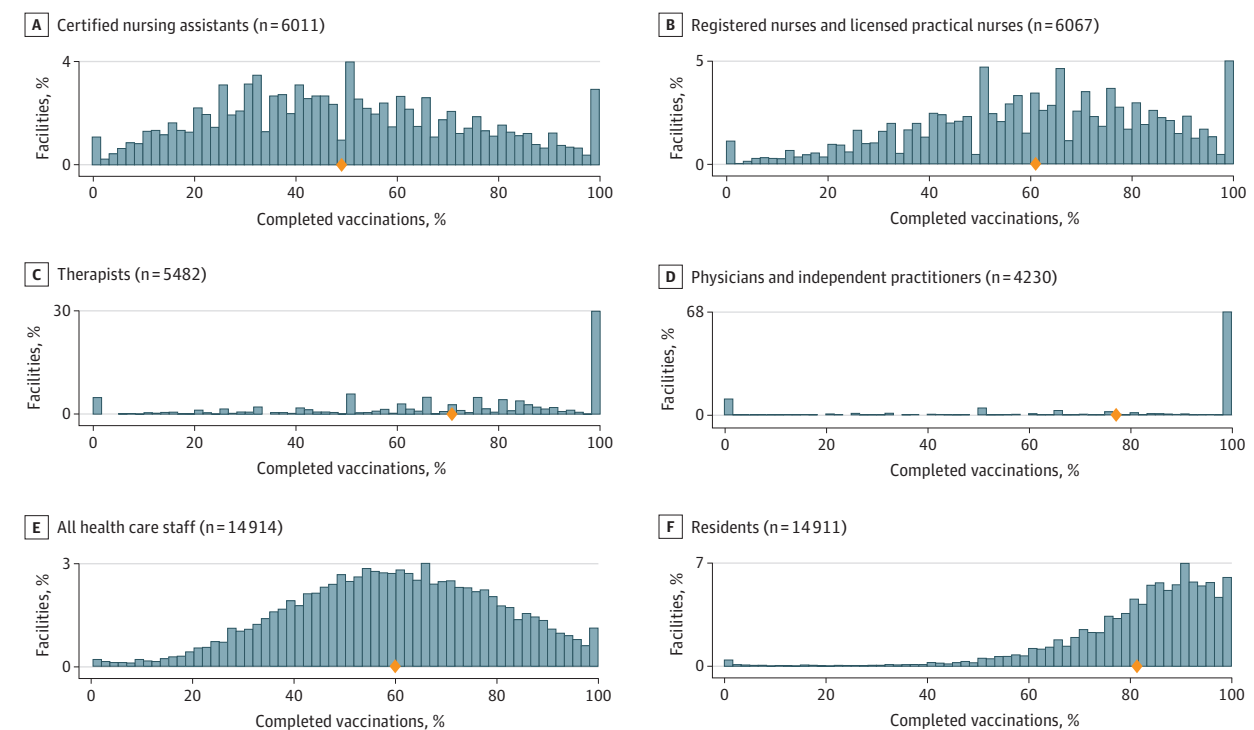 A Certified nursing assistants (n=6011)
4
0
Facilities, %
0 20 40 60 80 100
Completed vaccinations, %
B Registered nurses and licensed practical nurses (n=6067)
5
0
Facilities, %
0 20 40 60 80 100
Completed vaccinations, %
C Therapists (n=5482)
30
0
Facilities, %
0 20 40 60 80 100
Completed vaccinations, %
D Physicians and independent practitioners (n=4230)
68
0
Facilities, %
0 20 40 60 80 100
Completed vaccinations, %
E All health care staff (n=14 914)
3
0
Facilities, %
0 20 40 60 80 100
Completed vaccinations, %
F Residents (n=14 911)
7
0
Facilities, %
0 20 40 60 80 100
Completed vaccinations, %